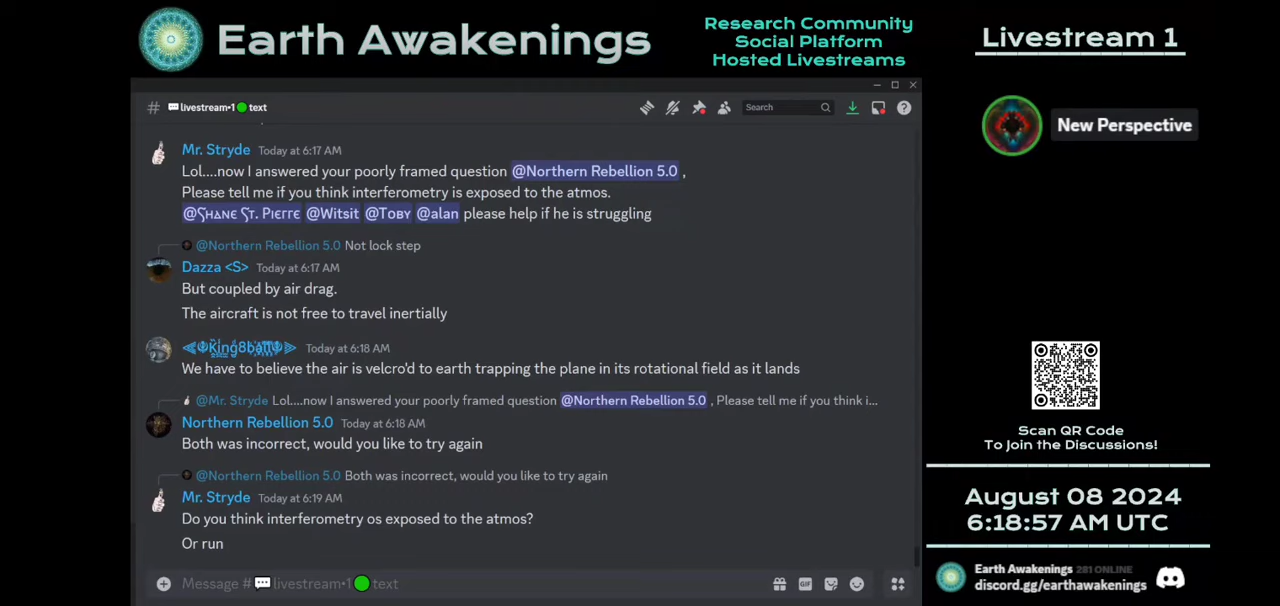 Earth Awakenings
Research Community
Social Platform
Hosted Livestreams
Livestream 1
New Perspective
# livestream•1 text
Search
Mr. Stryde Today at 6:17 AM
Lol....now I answered your poorly framed question @Northern Rebellion 5.0 ,
Please tell me if you think interferometry is exposed to the atmos.
@Shane St. Pierre @Witsit @Toby @alan please help if he is struggling
@Northern Rebellion 5.0 Not lock step
Dazza <S> Today at 6:17 AM
But coupled by air drag.
The aircraft is not free to travel inertially
King8ball Today at 6:18 AM
We have to believe the air is velcro'd to earth trapping the plane in its rotational field as it lands
@Mr. Stryde Lol....now I answered your poorly framed question @Northern Rebellion 5.0 , Please tell me if you think i...
Northern Rebellion 5.0 Today at 6:18 AM
Both was incorrect, would you like to try again
@Northern Rebellion 5.0 Both was incorrect, would you like to try again
Mr. Stryde Today at 6:19 AM
Do you think interferometry os exposed to the atmos?
Or run
Message # livestream•1 text
GIF
Scan QR Code
To Join the Discussions!
August 08 2024
6:18:57 AM UTC
Earth Awakenings 281 ONLINE
discord.gg/earthawakenings